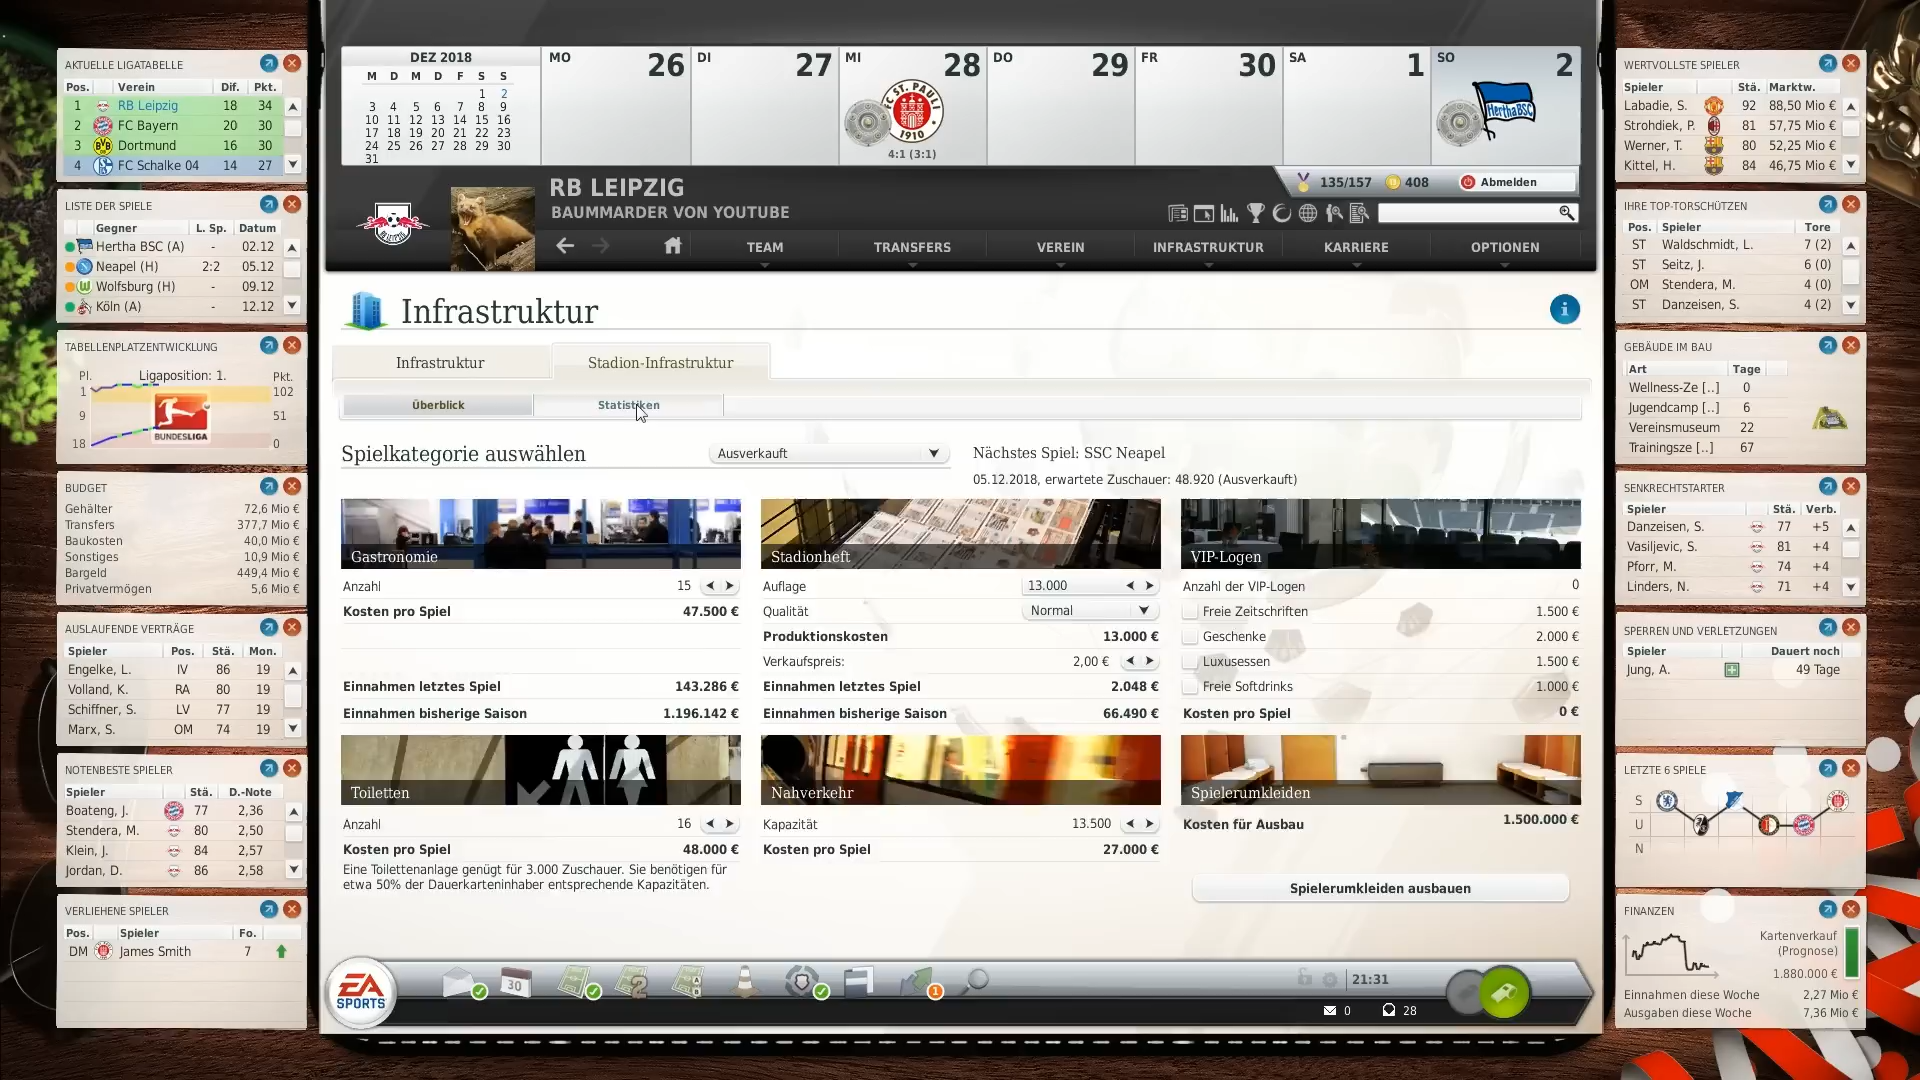 AKTUELLE LIGATABELLE
Pos. Verein Dif. Pkt.
1 RB Leipzig 18 34
2 FC Bayern 20 30
3 Dortmund 16 30
4 FC Schalke 04 14 27
LISTE DER SPIELE
Gegner L. Sp. Datum
Hertha BSC (A) - 02.12
Neapel (H) 2:2 05.12
Wolfsburg (H) - 09.12
Köln (A) - 12.12
TABELLENPLATZENTWICKLUNG
Pl. Ligaposition: 1. Pkt.
1 102
9 51
18 0
BUNDESLIGA
BUDGET
Gehälter 72,6 Mio €
Transfers 377,7 Mio €
Baukosten 40,0 Mio €
Sonstiges 10,9 Mio €
Bargeld 449,4 Mio €
Privatvermögen 5,6 Mio €
AUSLAUFENDE VERTRÄGE
Spieler Pos. Stä. Mon.
Engelke, L. IV 86 19
Volland, K. RA 80 19
Schiffner, S. LV 77 19
Marx, S. OM 74 19
NOTENBESTE SPIELER
Spieler Stä. D.-Note
Boateng, J. 77 2,36
Stendera, M. 80 2,50
Klein, J. 84 2,57
Jordan, D. 86 2,58
VERLIEHENE SPIELER
Pos. Spieler Fo.
DM James Smith 7
DEZ 2018
M D M D F S S
1 2
3 4 5 6 7 8 9
10 11 12 13 14 15 16
17 18 19 20 21 22 23
24 25 26 27 28 29 30
31
MO 26
DI 27
MI 28
FC ST. PAULI
1910
4:1 (3:1)
DO 29
FR 30
SA 1
SO 2
Hertha BSC
RB LEIPZIG
BAUMMARDER VON YOUTUBE
135/157 408 Abmelden
TEAM TRANSFERS VEREIN INFRASTRUKTUR KARRIERE OPTIONEN
Infrastruktur
Infrastruktur Stadion-Infrastruktur
Überblick Statistiken
Spielkategorie auswählen Ausverkauft
Nächstes Spiel: SSC Neapel
05.12.2018, erwartete Zuschauer: 48.920 (Ausverkauft)
Gastronomie
Anzahl 15
Kosten pro Spiel 47.500 €
Einnahmen letztes Spiel 143.286 €
Einnahmen bisherige Saison 1.196.142 €
Stadionheft
Auflage 13.000
Qualität Normal
Produktionskosten 13.000 €
Verkaufspreis: 2,00 €
Einnahmen letztes Spiel 2.048 €
Einnahmen bisherige Saison 66.490 €
VIP-Logen
Anzahl der VIP-Logen 0
Freie Zeitschriften 1.500 €
Geschenke 2.000 €
Luxusessen 1.500 €
Freie Softdrinks 1.000 €
Kosten pro Spiel 0 €
Toiletten
Anzahl 16
Kosten pro Spiel 48.000 €
Eine Toilettenanlage genügt für 3.000 Zuschauer. Sie benötigen für
etwa 50% der Dauerkarteninhaber entsprechende Kapazitäten.
Nahverkehr
Kapazität 13.500
Kosten pro Spiel 27.000 €
Spielerumkleiden
Kosten für Ausbau 1.500.000 €
Spielerumkleiden ausbauen
EA
SPORTS
30
2
1
21:31
0 28
WERTVOLLSTE SPIELER
Spieler Stä. Marktw.
Labadie, S. 92 88,50 Mio €
Strohdiek, P. 81 57,75 Mio €
Werner, T. 80 52,25 Mio €
Kittel, H. 84 46,75 Mio €
IHRE TOP-TORSCHÜTZEN
Pos. Spieler Tore
ST Waldschmidt, L. 7 (2)
ST Seitz, J. 6 (0)
OM Stendera, M. 4 (0)
ST Danzeisen, S. 4 (2)
GEBÄUDE IM BAU
Art Tage
Wellness-Ze [..] 0
Jugendcamp [..] 6
Vereinsmuseum 22
Trainingsze [..] 67
SENKRECHTSTARTER
Spieler Stä. Verb.
Danzeisen, S. 77 +5
Vasiljevic, S. 81 +4
Pforr, M. 74 +4
Linders, N. 71 +4
SPERREN UND VERLETZUNGEN
Spieler Dauert noch
Jung, A. 49 Tage
LETZTE 6 SPIELE
S
U
N
FINANZEN
Kartenverkauf
(Prognose)
1.880.000 €
Einnahmen diese Woche 2,27 Mio €
Ausgaben diese Woche 7,36 Mio €